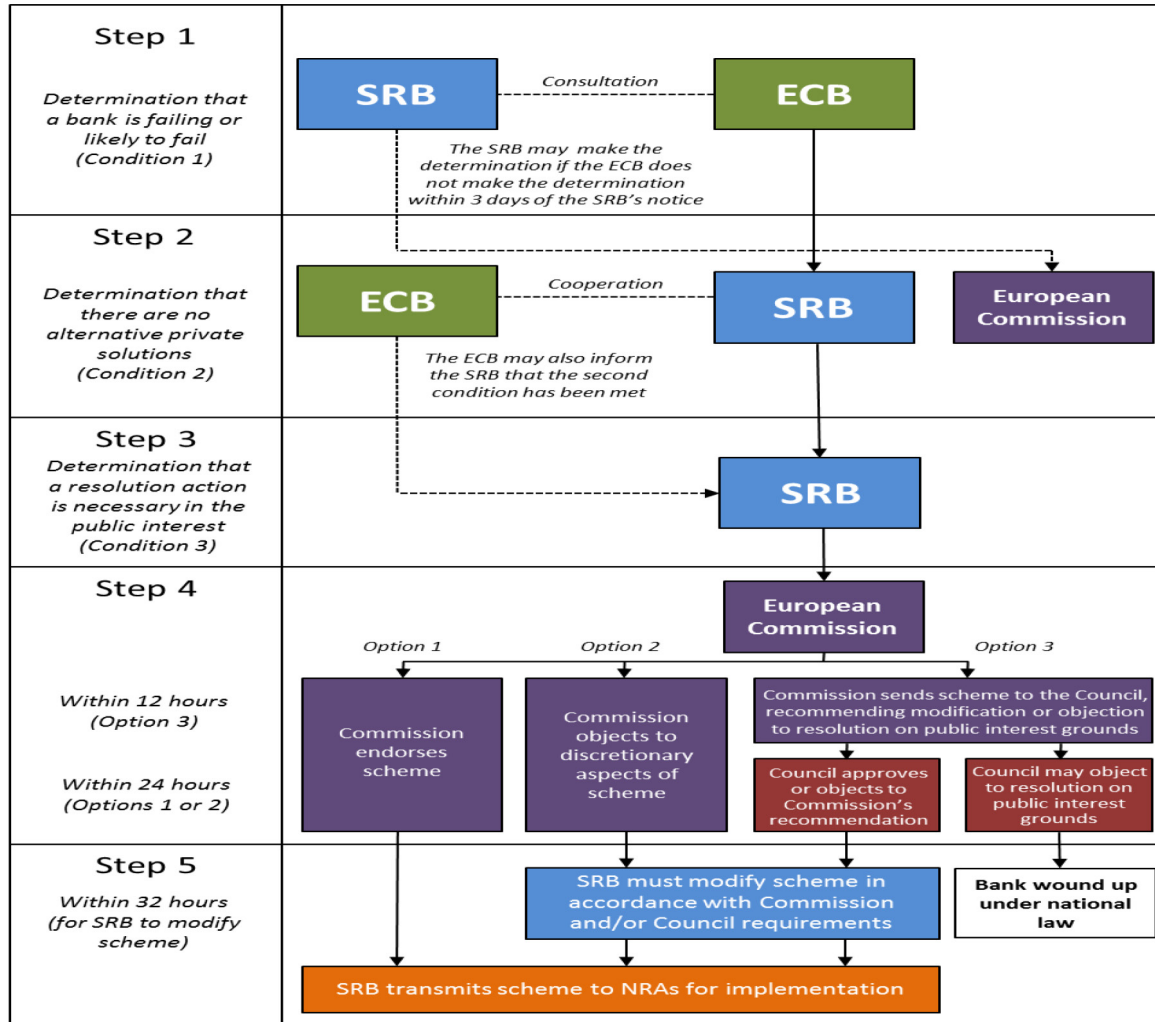 Step 1
Determination that
a bank is failing or
likely to fail
(Condition 1)
SRB
Consultation
ECB
The SRB may make the
determination if the ECB does
not make the determination
within 3 days of the SRB's notice
Step 2
Determination that
there are no
alternative private
solutions
(Condition 2)
ECB
Cooperation
SRB
European
Commission
The ECB may also inform
the SRB that the second
condition has been met
Step 3
Determination that
a resolution action
is necessary in the
public interest
(Condition 3)
SRB
Step 4
European
Commission
Option 1
Option 2
Option 3
Within 12 hours
(Option 3)
Within 24 hours
(Options 1 or 2)
Commission
endorses
scheme
Commission
objects to
discretionary
aspects of
scheme
Commission sends scheme to the Council,
recommending modification or objection
to resolution on public interest grounds
Council approves
or objects to
Commission's
recommendation
Council may object
to resolution on
public interest
grounds
Step 5
Within 32 hours
(for SRB to modify
scheme)
SRB must modify scheme in
accordance with Commission
and/or Council requirements
Bank wound up
under national
law
SRB transmits scheme to NRAs for implementation